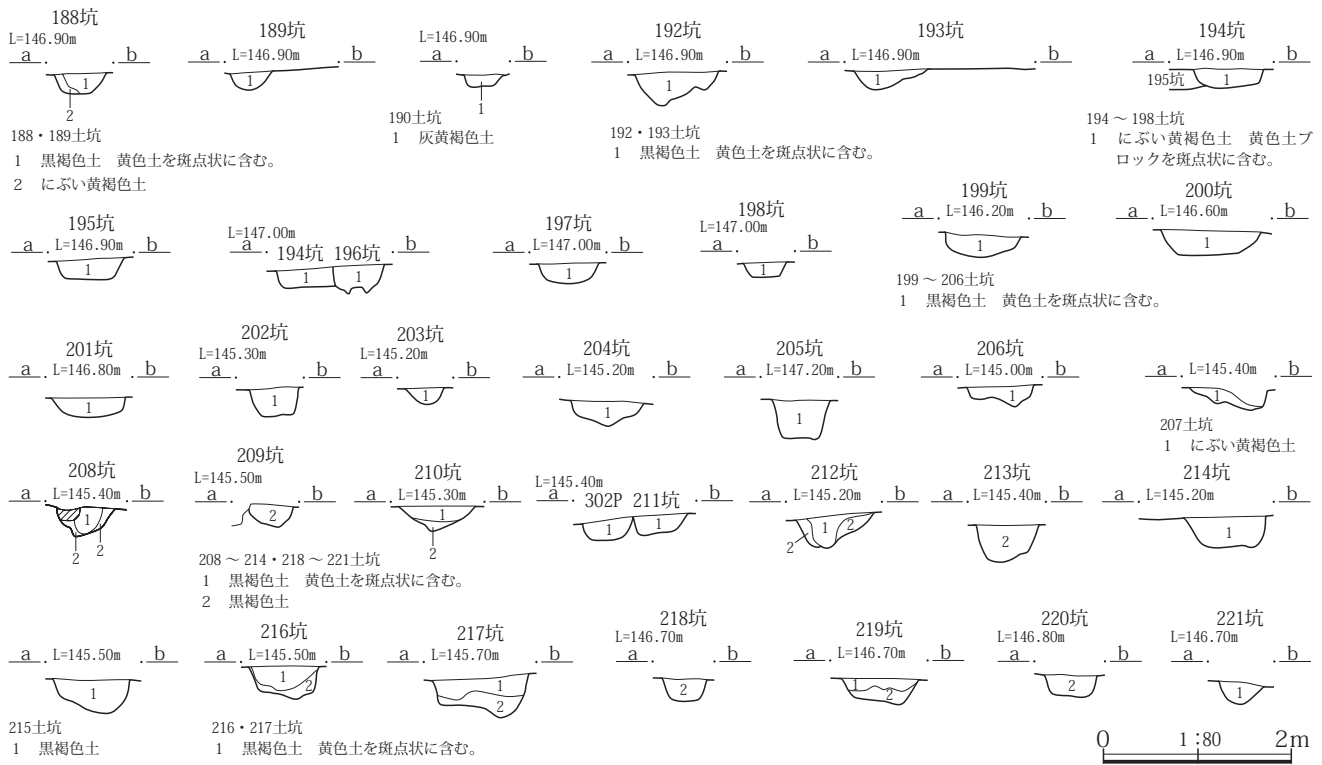 188坑
L=146.90m
a b
1
2
188・189土坑
1 黒褐色土 黄色土を斑点状に含む。
2 にぶい黄褐色土
189坑
a L=146.90m b
1
L=146.90m
a b
1
190土坑
1 灰黄褐色土
192坑
a L=146.90m b
1
192・193土坑
1 黒褐色土 黄色土を斑点状に含む。
193坑
a L=146.90m b
1
194坑
a L=146.90m b
195坑 1
194～198土坑
1 にぶい黄褐色土 黄色土ブ
ロックを斑点状に含む。
195坑
a L=146.90m b
1
L=147.00m
a b
194坑 196坑
1 1
197坑
a L=147.00m b
1
198坑
L=147.00m
a b
1
199坑
a L=146.20m b
1
199～206土坑
1 黒褐色土 黄色土を斑点状に含む。
200坑
a L=146.60m b
1
201坑
a L=146.80m b
1
202坑
L=145.30m
a b
1
203坑
L=145.20m
a b
1
204坑
a L=145.20m b
1
205坑
a L=147.20m b
1
206坑
a L=145.00m b
1
a L=145.40m b
1
207土坑
1 にぶい黄褐色土
208坑
a L=145.40m b
1
2 2
209坑
L=145.50m
a b
2
208～214・218～221土坑
1 黒褐色土 黄色土を斑点状に含む。
2 黒褐色土
210坑
a L=145.30m b
1
2
L=145.40m
a b
302P 211坑
1 1
212坑
a L=145.20m b
1 2
2
213坑
a L=145.40m b
2
214坑
L=145.20m
a b
1
a L=145.50m b
1
215土坑
1 黒褐色土
216坑
a L=145.50m b
1
2
216・217土坑
1 黒褐色土 黄色土を斑点状に含む。
217坑
a L=145.70m b
1
2
218坑
L=146.70m
a b
2
219坑
a L=146.70m b
1
2
220坑
L=146.80m
a b
2
221坑
L=146.70m
a b
1
0 1:80 2m